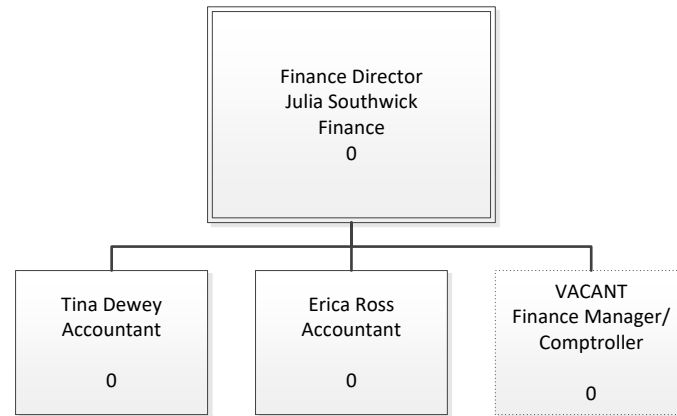 Finance Director
Julia Southwick
Finance
0
Tina Dewey
Accountant
0
Erica Ross
Accountant
0
VACANT
Finance Manager/
Comptroller
0